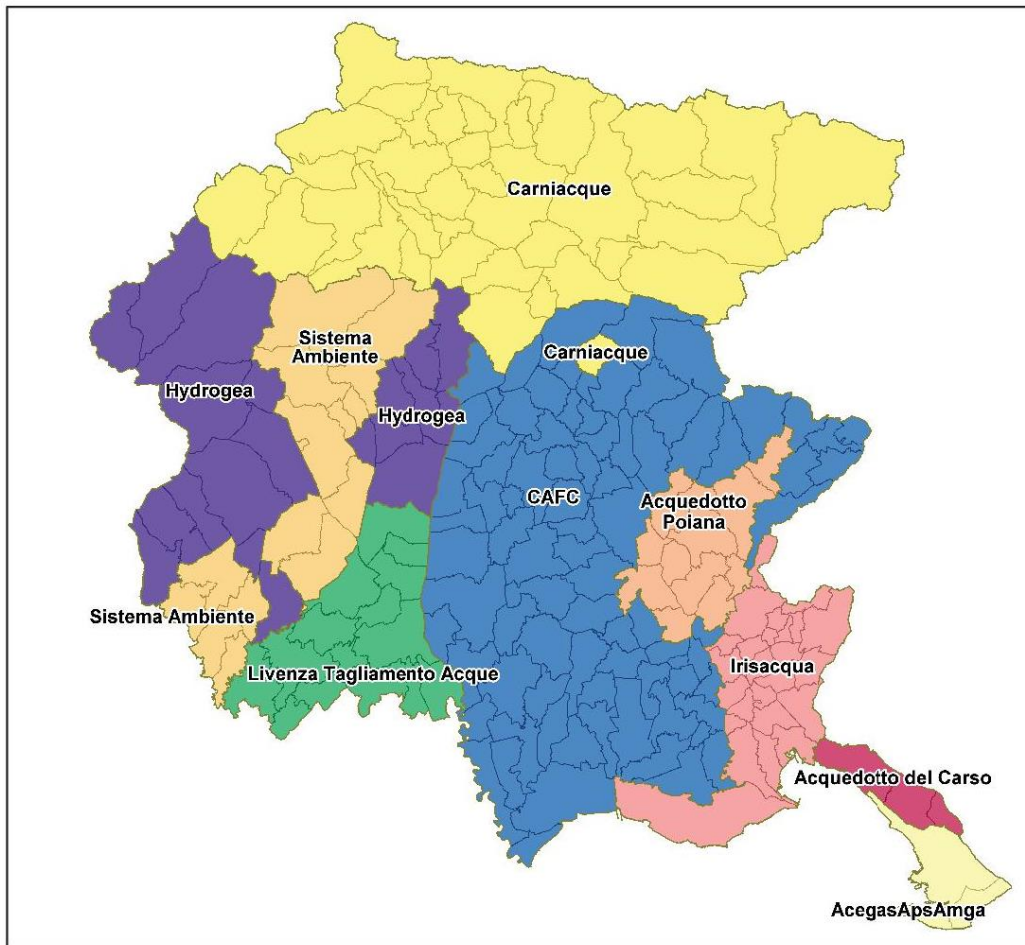 Carniacque
Sistema
Ambiente
Carniacque
Hydrogea
Hydrogea
CAFC
Acquedotto
Poiana
Sistema Ambiente
Livenza Tagliamento Acque
Irisacqua
Acquedotto del Carso
AcegasApsAmga